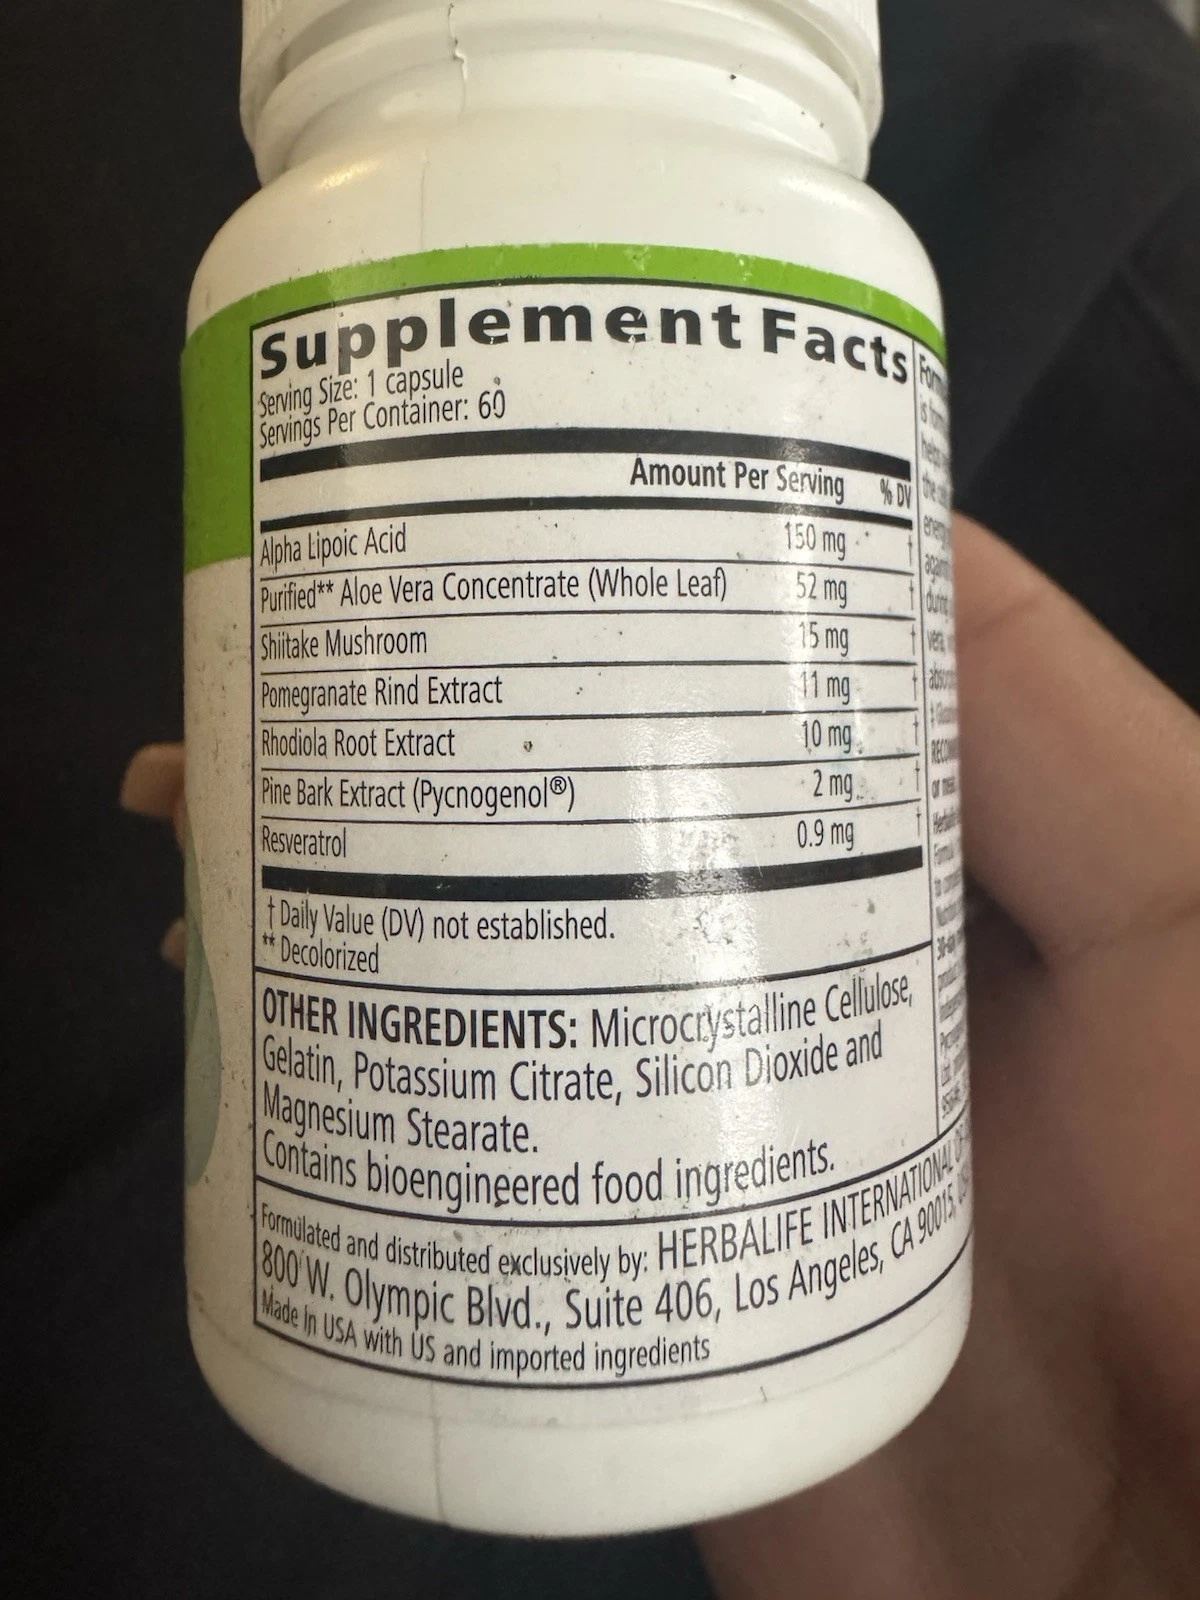 Supplement Facts
Serving Size: 1 capsule
Servings Per Container: 60
Amount Per Serving % DV
Alpha Lipoic Acid 150 mg †
Purified** Aloe Vera Concentrate (Whole Leaf) 52 mg †
Shiitake Mushroom 15 mg †
Pomegranate Rind Extract 11 mg †
Rhodiola Root Extract 10 mg †
Pine Bark Extract (Pycnogenol®) 2 mg †
Resveratrol 0.9 mg †
† Daily Value (DV) not established.
** Decolorized
OTHER INGREDIENTS: Microcrystalline Cellulose,
Gelatin, Potassium Citrate, Silicon Dioxide and
Magnesium Stearate.
Contains bioengineered food ingredients.
Formulated and distributed exclusively by: HERBALIFE INTERNATIONAL
800 W. Olympic Blvd., Suite 406, Los Angeles, CA 90015,
Made in USA with US and imported ingredients